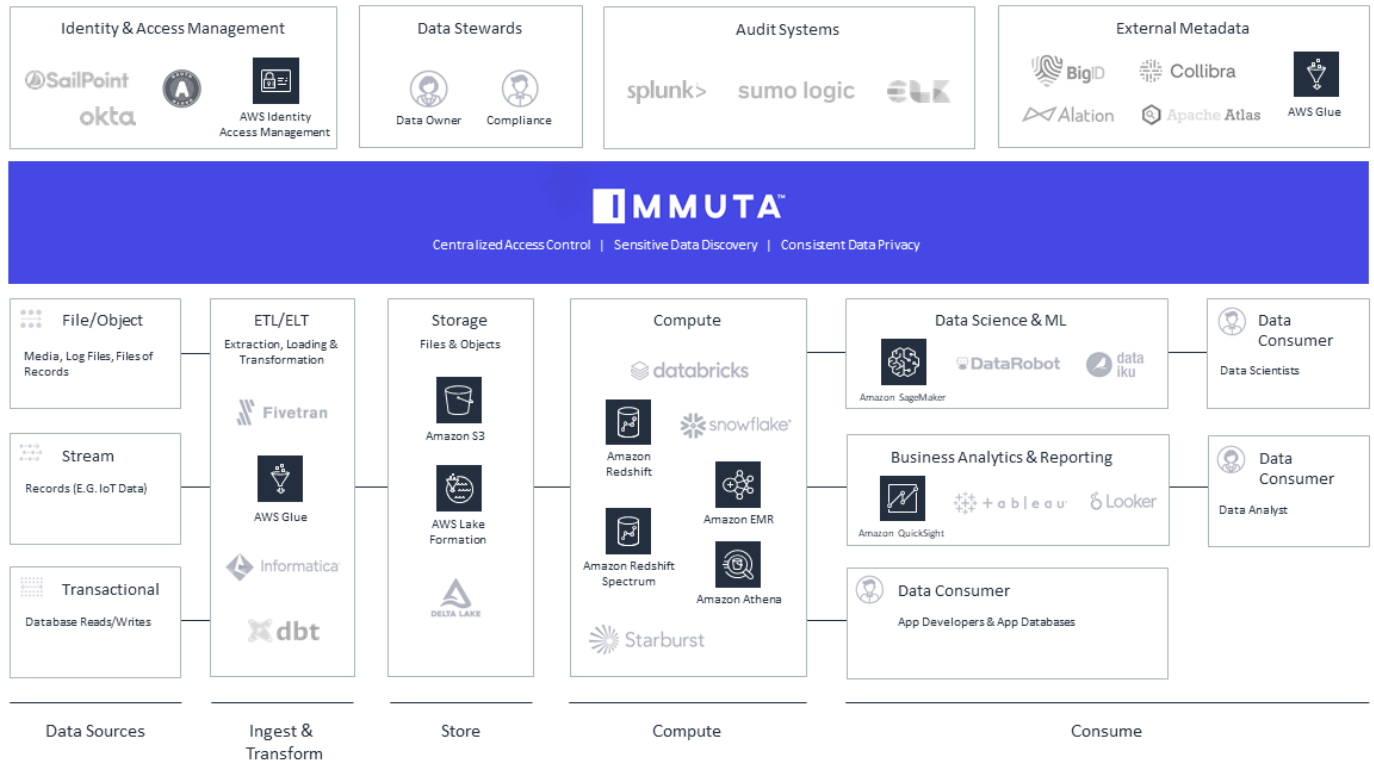 Identity & Access Management
SailPoint
okta
AWS Identity
Access Management
Data Stewards
Data Owner
Compliance
Audit Systems
splunk>
sumo logic
ELK
External Metadata
BigID
Collibra
Alation
Apache Atlas
AWS Glue
IMMUTA™
Centralized Access Control | Sensitive Data Discovery | Consistent Data Privacy
File/Object
Media, Log Files, Files of
Records
Stream
Records (E.G. IoT Data)
Transactional
Database Reads/Writes
ETL/ELT
Extraction, Loading &
Transformation
Fivetran
AWS Glue
Informatica
dbt
Storage
Files & Objects
Amazon S3
AWS Lake
Formation
DELTA LAKE
Compute
databricks
Amazon
Redshift
snowflake
Amazon EMR
Amazon Redshift
Spectrum
Amazon Athena
Starburst
Data Science & ML
Amazon SageMaker
DataRobot
data
iku
Data
Consumer
Data Scientists
Business Analytics & Reporting
Amazon QuickSight
+ableau
Looker
Data
Consumer
Data Analyst
Data Consumer
App Developers & App Databases
Data Sources
Ingest &
Transform
Store
Compute
Consume